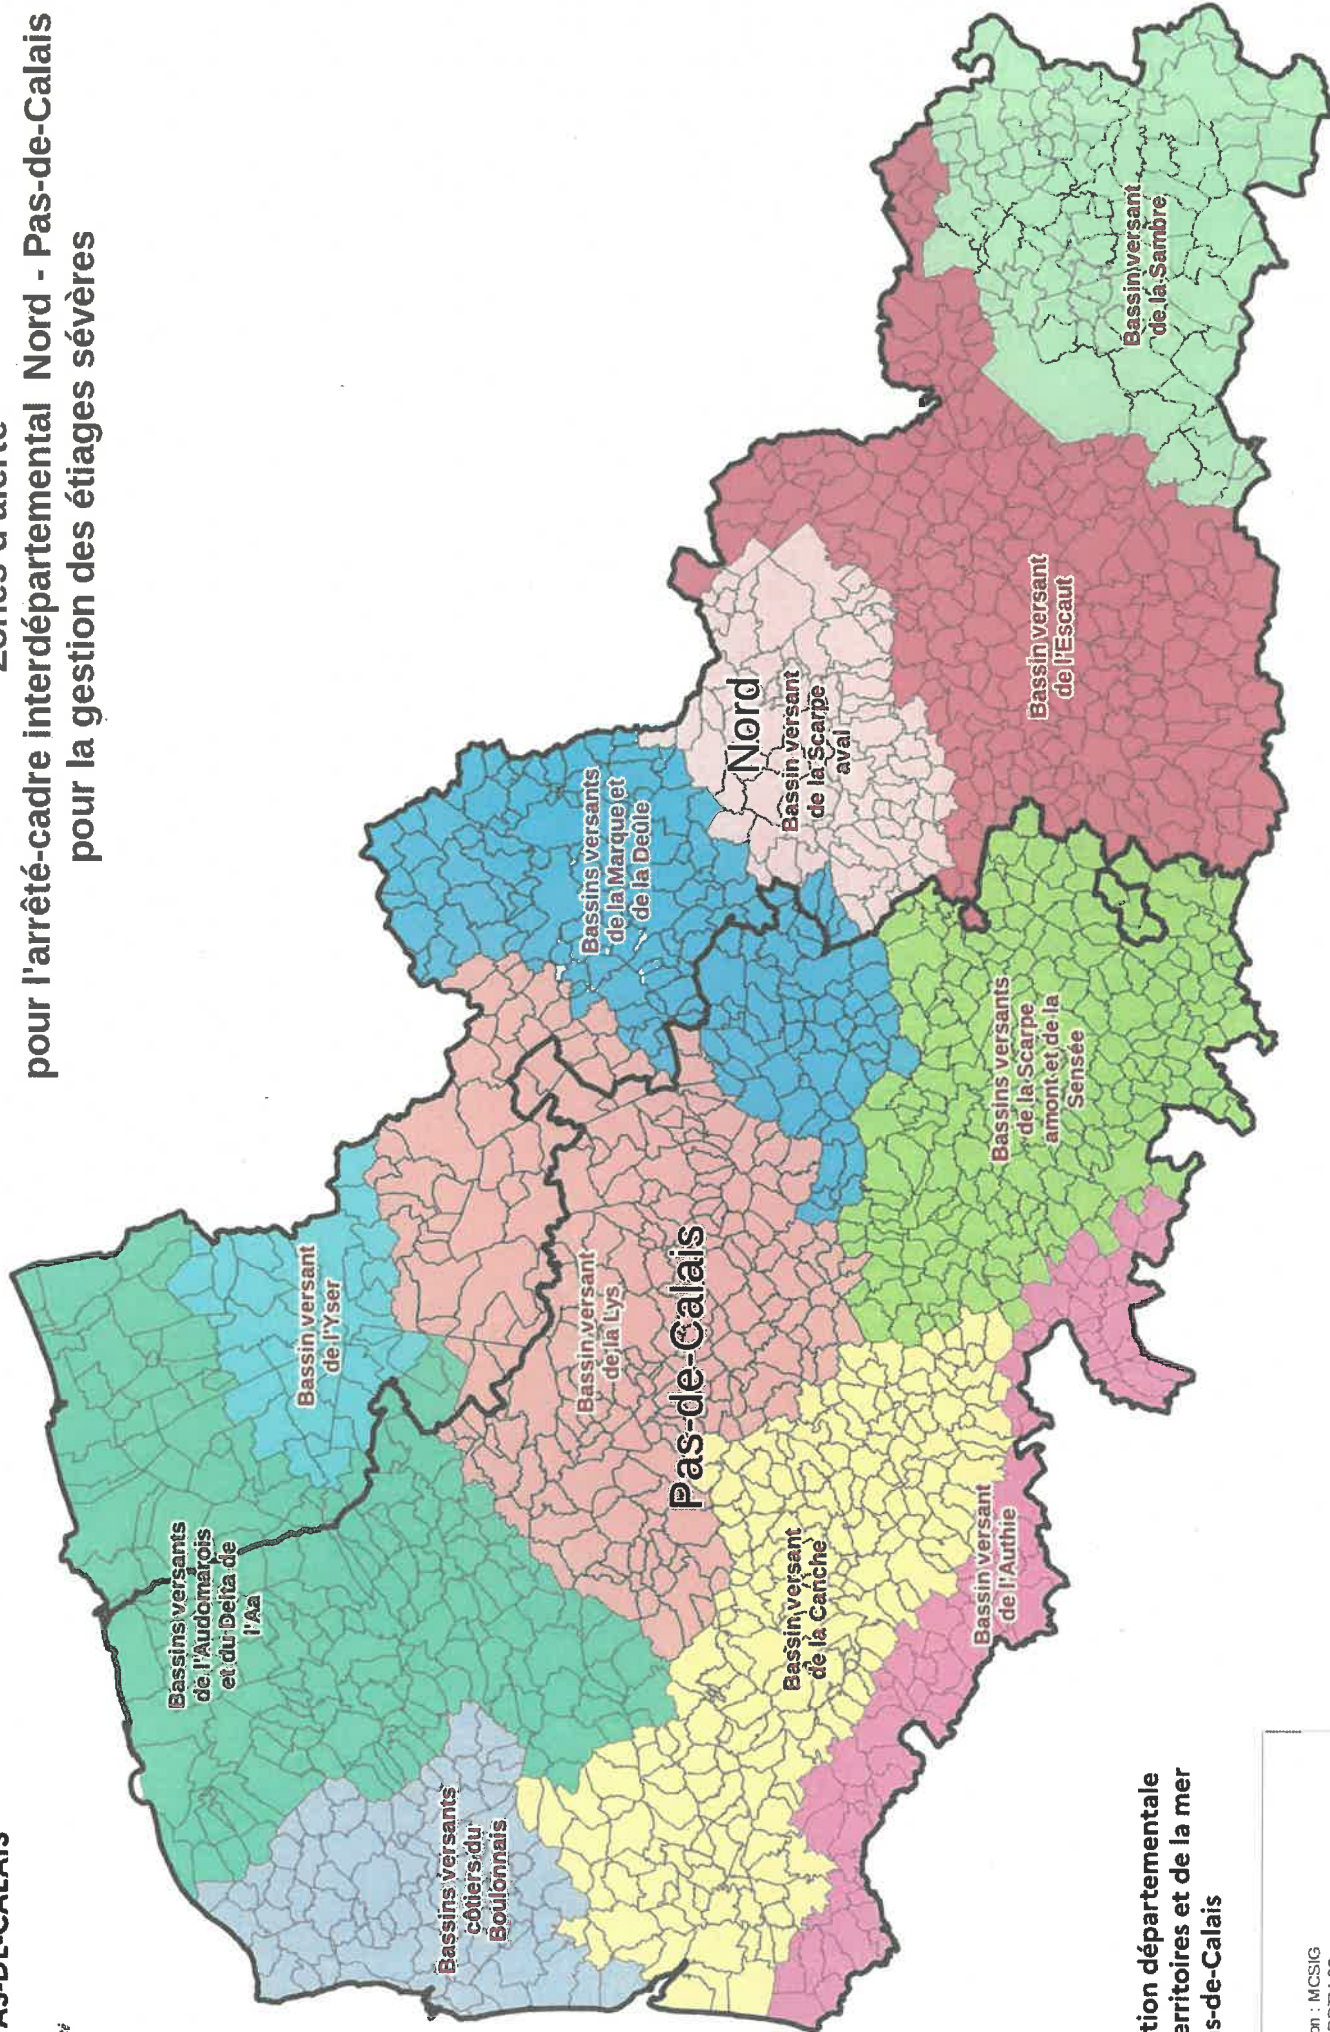 PAS-DE-CALAIS
Zones d'alerte
pour l'arrêté-cadre interdépartemental Nord - Pas-de-Calais
pour la gestion des étiages sévères
Bassins versants
de l'Audomarois
et du Delta de
l'Aa
Bassin versant
de l'Yser
Bassins versants
côtiers du
Boulonnais
Bassin versant
de la Lys
Bassins versants
de la Marque et
de la Deûle
Pas-de-Calais
Nord
Bassin versant
de la Scarpe
aval
Bassin versant
de la Canche
Bassin versant
de l'Authie
Bassins versants
de la Scarpe
amont et de la
Sensée
Bassin versant
de l'Escaut
Bassin versant
de la Sambre
tion départementale
erritoires et de la mer
s-de-Calais
on : MCSIG